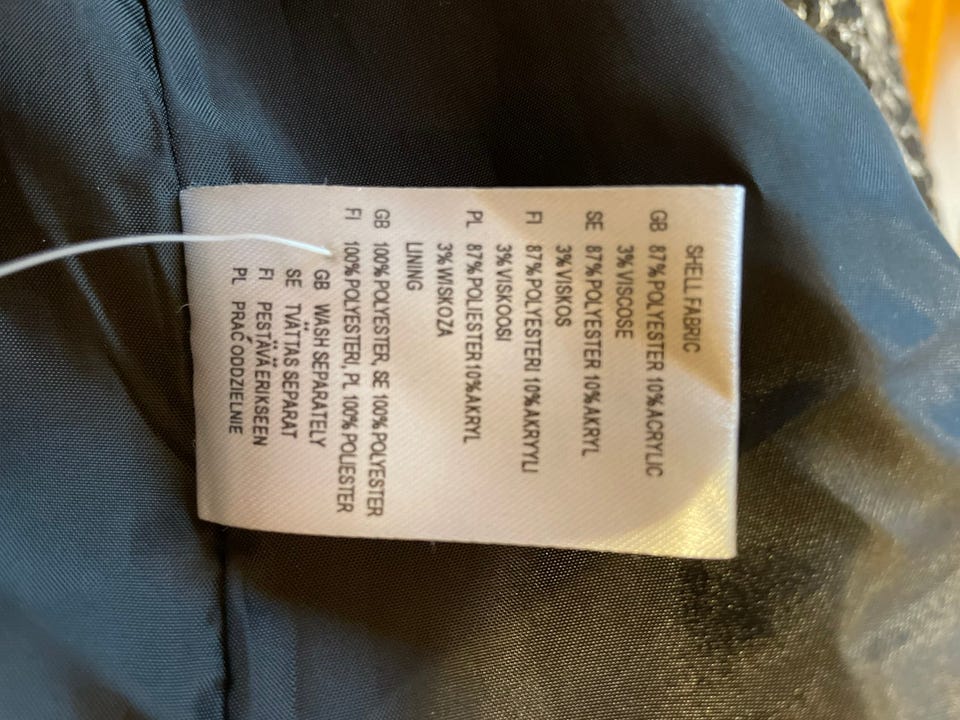 SHELL FABRIC
GB 87% POLYESTER 10% ACRYLIC
3% VISCOSE
SE 87% POLYESTER 10% AKRYL
3% VISKOS
FI 87% POLYESTERI 10% AKRYYLI
3% VISKOOSI
PL 87% POLIESTER 10% AKRYL
3% WISKOZA
LINING
GB 100% POLYESTER, SE 100% POLYESTER
FI 100% POLYESTERI, PL 100% POLIESTER
GB WASH SEPARATELY
SE TVÄTTAS SEPARAT
FI PESTÄVÄ ERIKSEEN
PL PRAĆ ODDZIELNIE